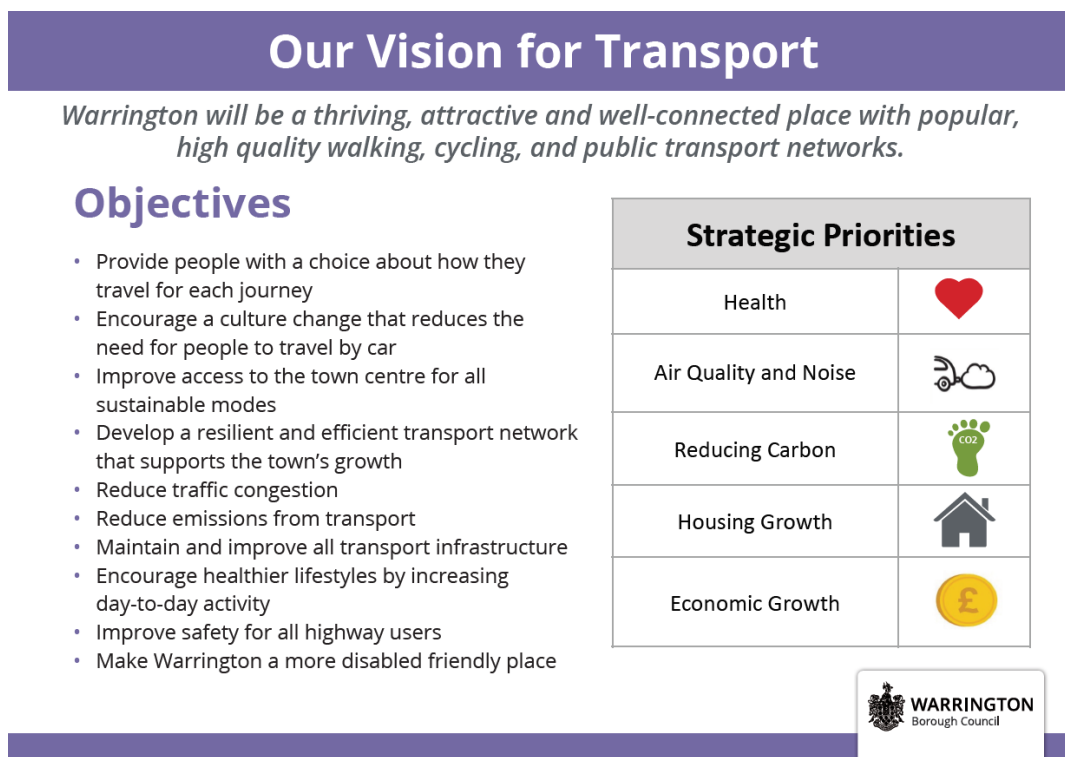 Our Vision for Transport
Warrington will be a thriving, attractive and well-connected place with popular,
high quality walking, cycling, and public transport networks.
Objectives
• Provide people with a choice about how they
travel for each journey
• Encourage a culture change that reduces the
need for people to travel by car
• Improve access to the town centre for all
sustainable modes
• Develop a resilient and efficient transport network
that supports the town's growth
• Reduce traffic congestion
• Reduce emissions from transport
• Maintain and improve all transport infrastructure
• Encourage healthier lifestyles by increasing
day-to-day activity
• Improve safety for all highway users
• Make Warrington a more disabled friendly place
Strategic Priorities
Health
Air Quality and Noise
Reducing Carbon
CO2
Housing Growth
Economic Growth
£
WARRINGTON
Borough Council